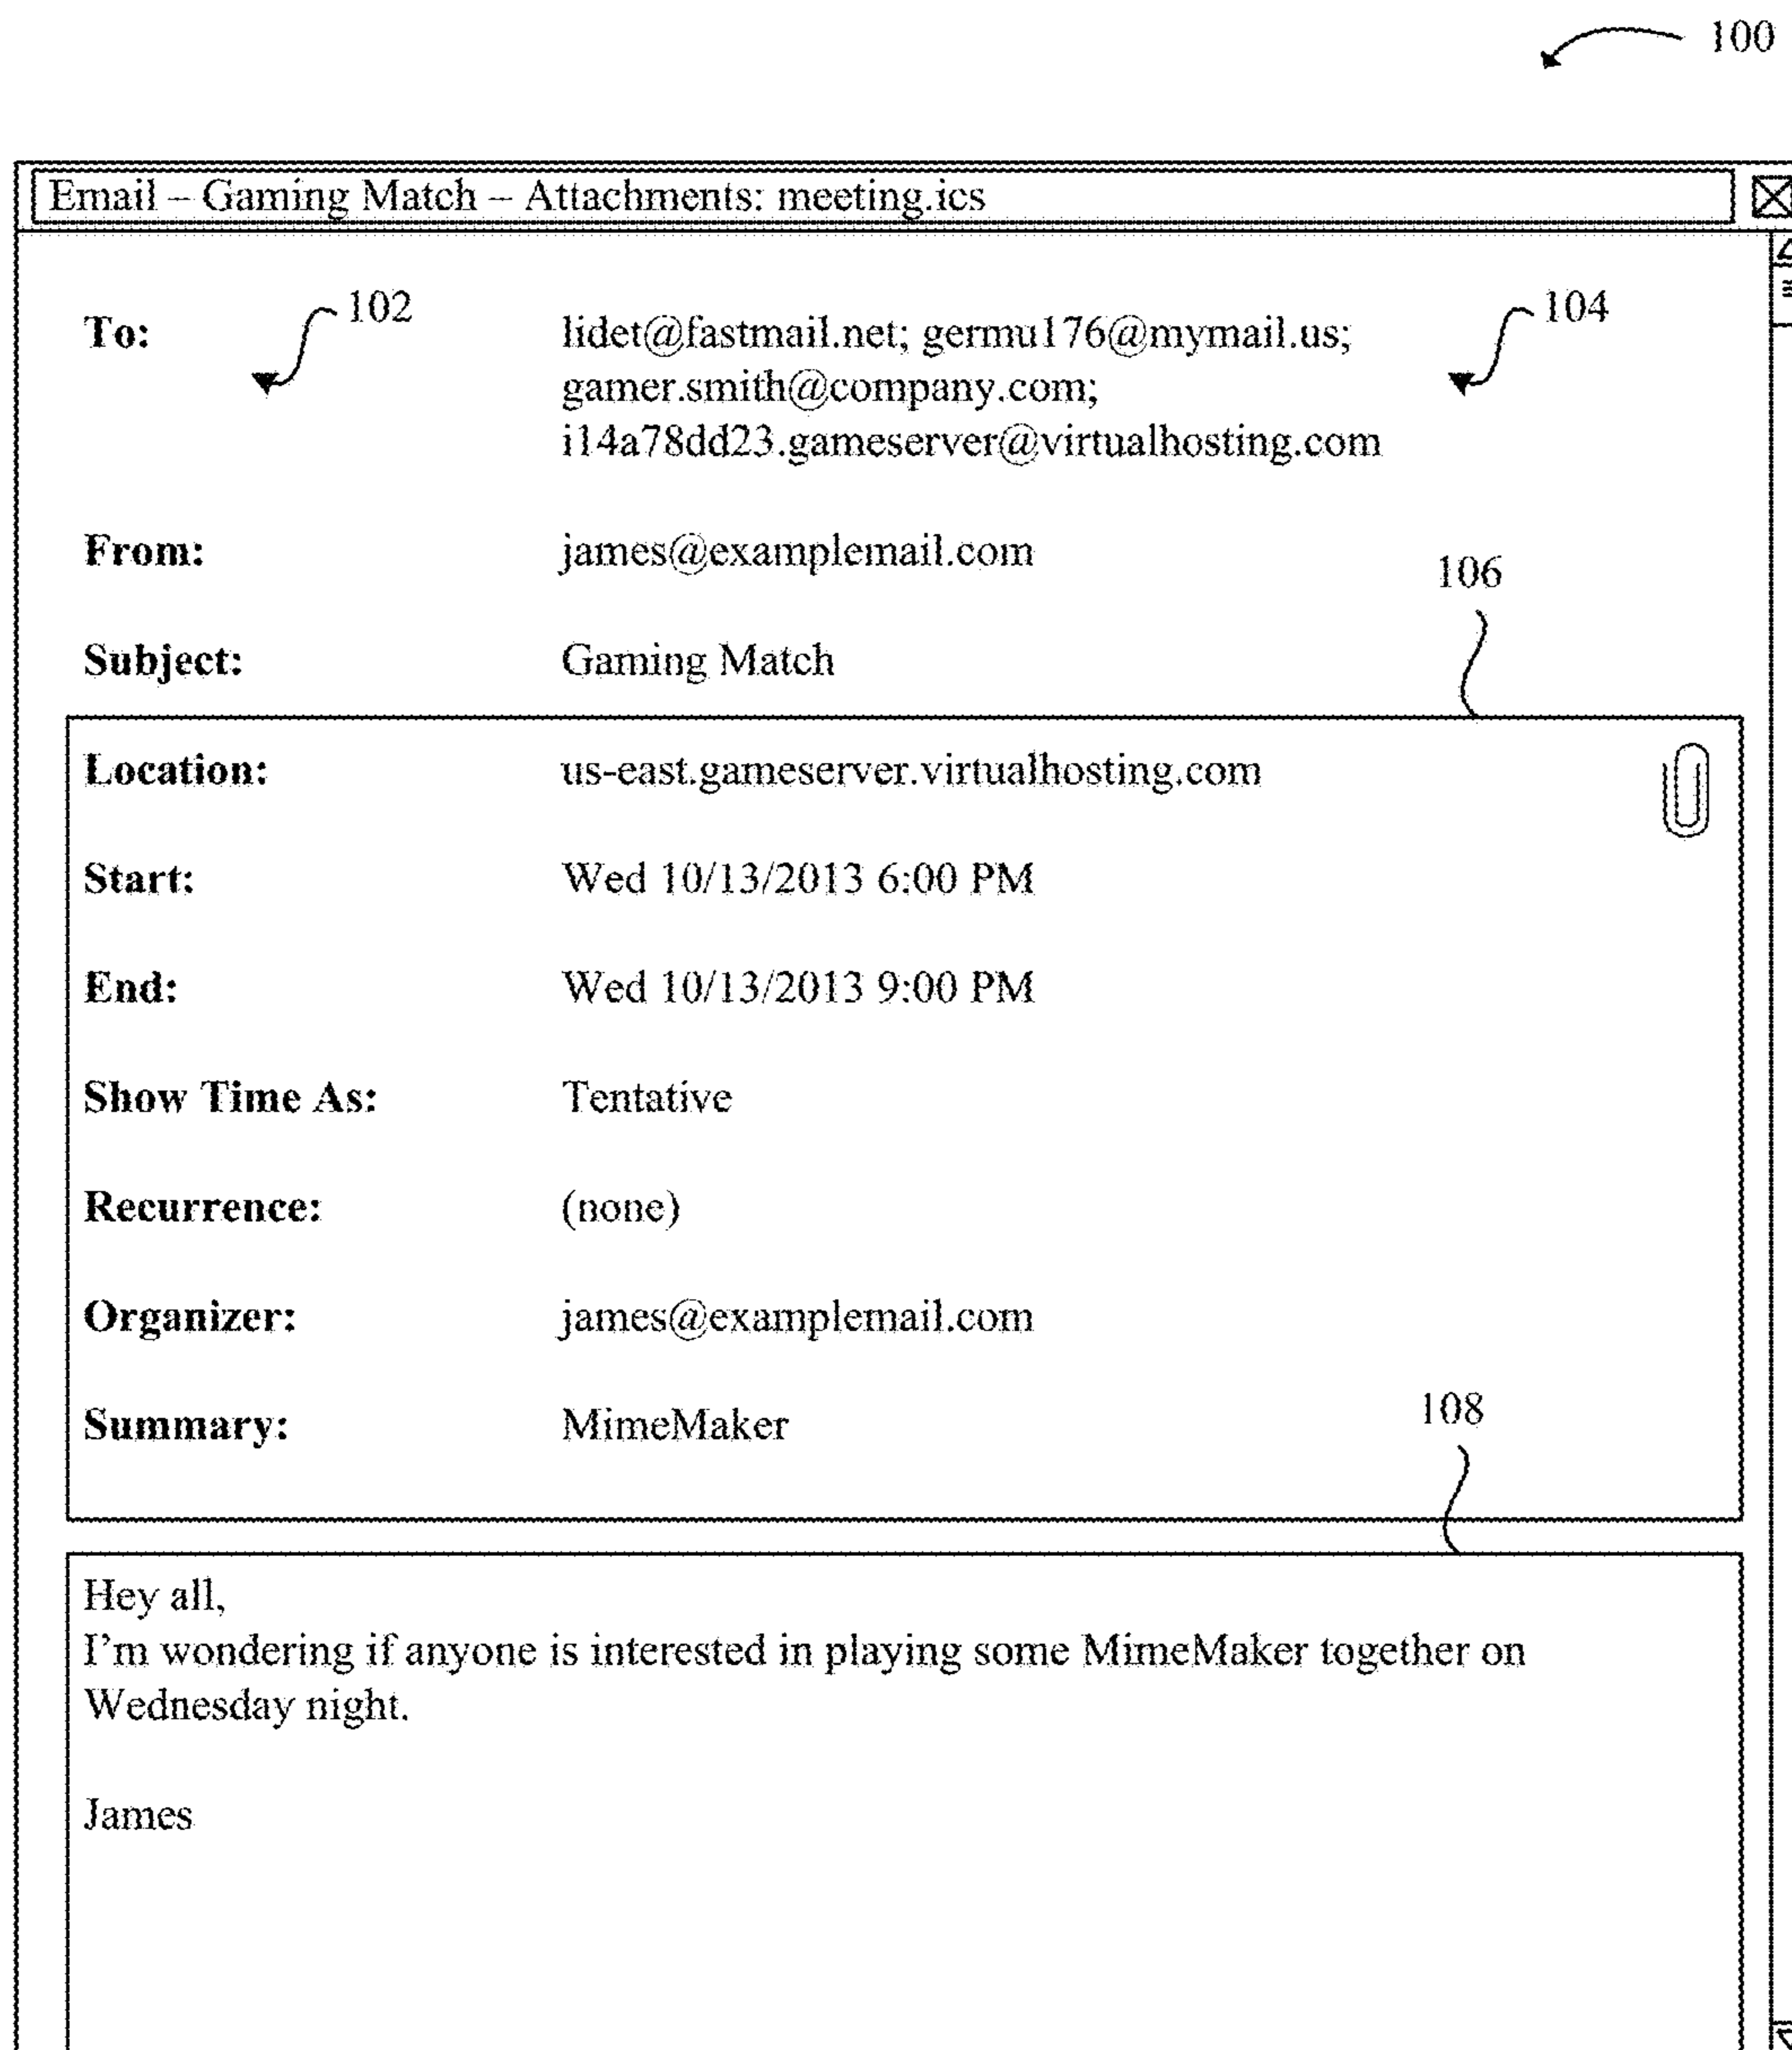 100
Email – Gaming Match – Attachments: meeting.ics
102
104
To: lidet@fastmail.net; germu176@mymail.us;
gamer.smith@company.com;
i14a78dd23.gameserver@virtualhosting.com
From: james@examplemail.com
106
Subject: Gaming Match
Location: us-east.gameserver.virtualhosting.com
Start: Wed 10/13/2013 6:00 PM
End: Wed 10/13/2013 9:00 PM
Show Time As: Tentative
Recurrence: (none)
Organizer: james@examplemail.com
108
Summary: MimeMaker
Hey all,
I’m wondering if anyone is interested in playing some MimeMaker together on
Wednesday night.
James